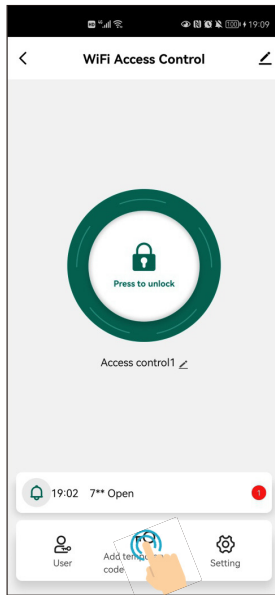 19:09
WiFi Access Control
Press to unlock
Access control1
19:02 7** Open
1
User
Add
code
Setting